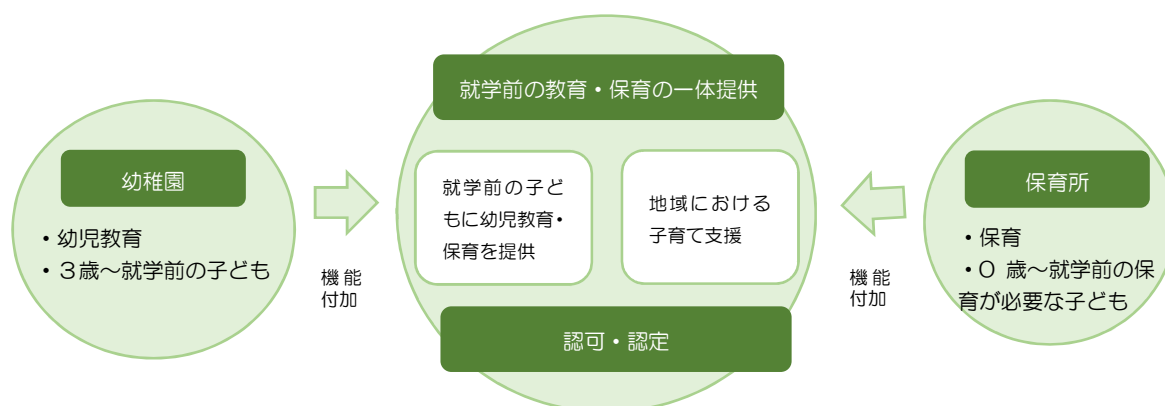 就学前の教育・保育の一体提供
幼稚園
・幼児教育
・３歳～就学前の子ども
機能
付加
就学前の子ど
もに幼児教育・
保育を提供
地域における
子育て支援
認可・認定
機能
付加
保育所
・保育
・０ 歳～就学前の保
育が必要な子ども